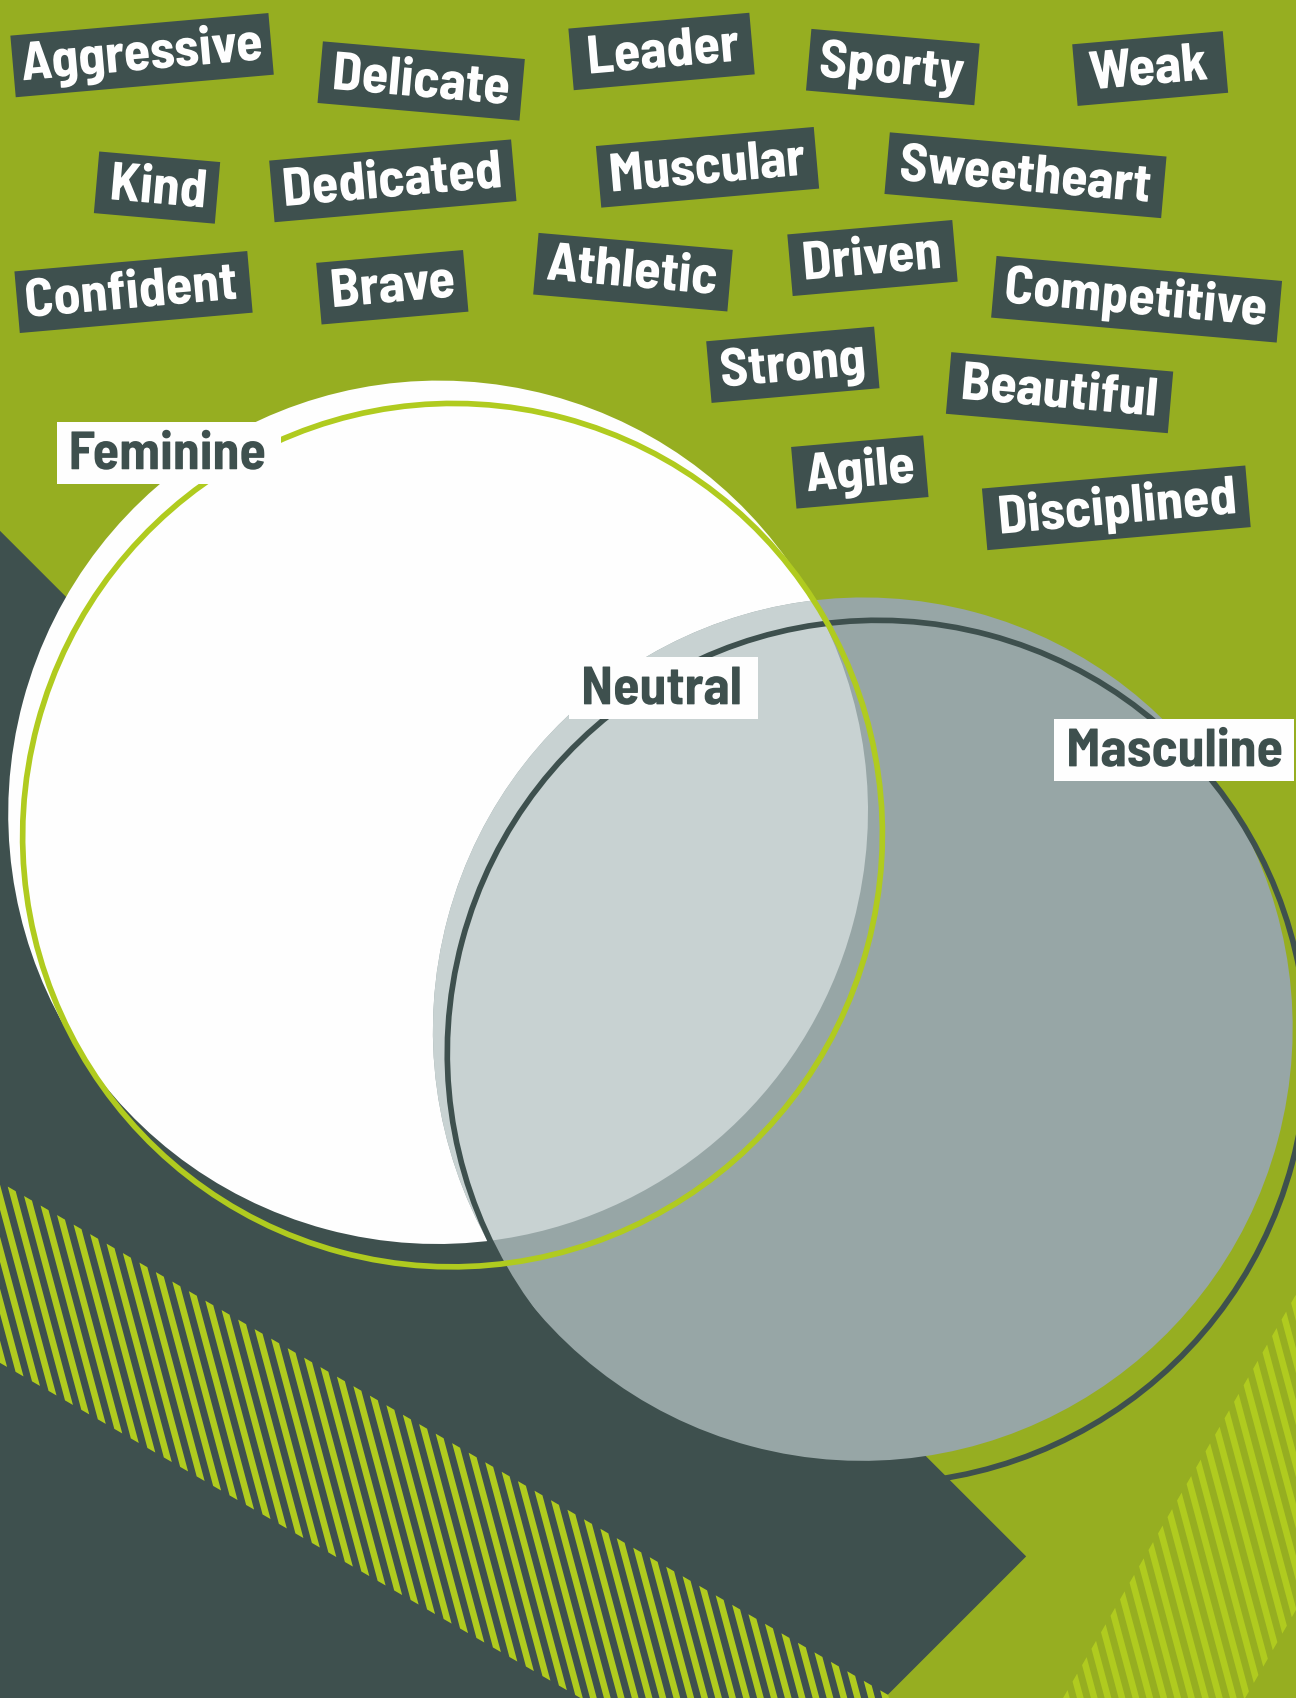 Aggressive
Delicate
Leader
Sporty
Weak
Kind
Dedicated
Muscular
Sweetheart
Confident
Brave
Athletic
Driven
Competitive
Strong
Beautiful
Agile
Disciplined
Feminine
Neutral
Masculine